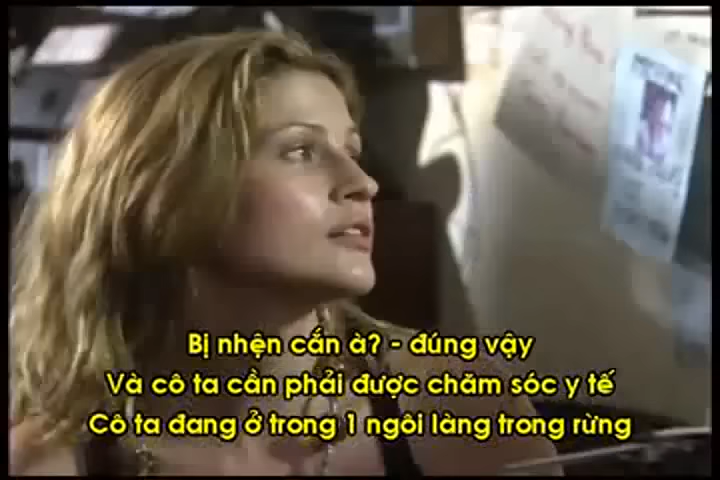 Bị nhện cắn à? - đúng vậy
Và cô ta cần phải được chăm sóc y tế
Cô ta đang ở trong 1 ngôi làng trong rừng